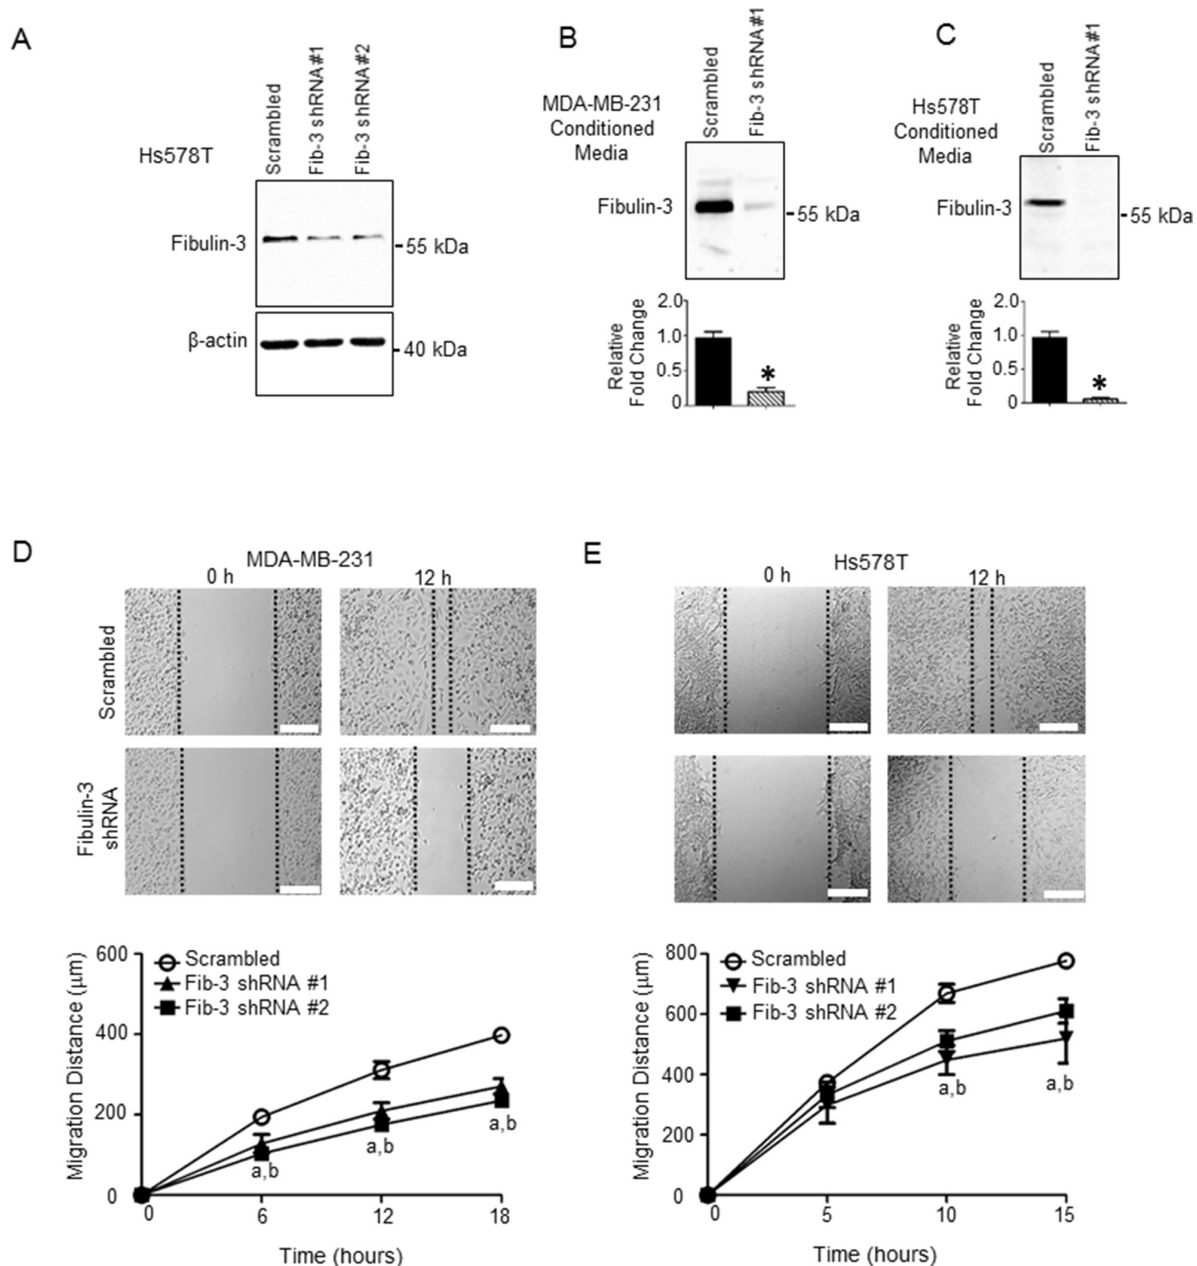 A
Hs578T
Scrambled
Fib-3 shRNA#1
Fib-3 shRNA#2
Fibulin-3
55 kDa
β-actin
40 kDa
B
MDA-MB-231
Conditioned
Media
Scrambled
Fib-3 shRNA#1
Fibulin-3
55 kDa
Relative
Fold Change
2.0
1.0
0.5
0
*
C
Hs578T
Conditioned
Media
Scrambled
Fib-3 shRNA#1
Fibulin-3
55 kDa
Relative
Fold Change
2.0
1.0
0.5
0
*
D
MDA-MB-231
0 h
12 h
Scrambled
Fibulin-3
shRNA
Migration Distance (µm)
600
400
200
0
Scrambled
Fib-3 shRNA #1
Fib-3 shRNA #2
a,b
a,b
a,b
0
6
12
18
Time (hours)
E
Hs578T
0 h
12 h
Migration Distance (µm)
800
600
400
200
0
Scrambled
Fib-3 shRNA #1
Fib-3 shRNA #2
a,b
a,b
0
5
10
15
Time (hours)